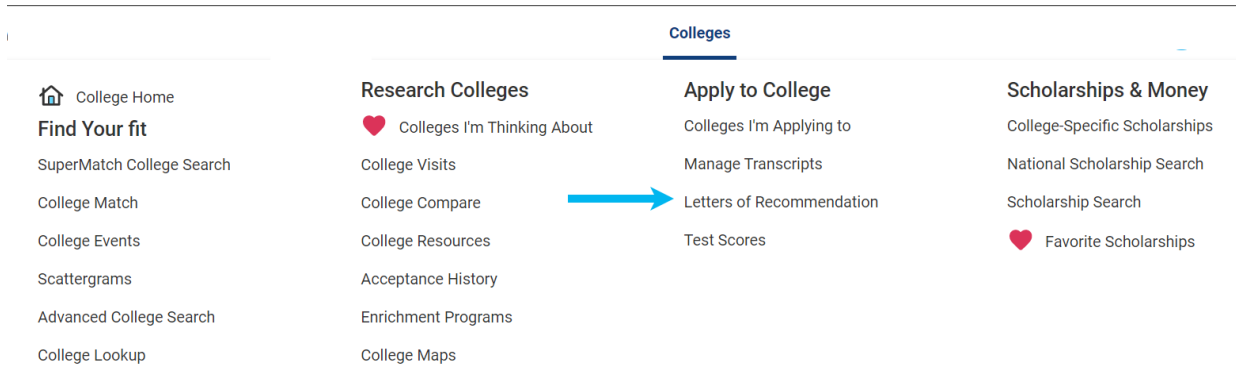 Colleges
College Home
Find Your fit
SuperMatch College Search
College Match
College Events
Scattergrams
Advanced College Search
College Lookup
Research Colleges
Colleges I'm Thinking About
College Visits
College Compare
College Resources
Acceptance History
Enrichment Programs
College Maps
Apply to College
Colleges I'm Applying to
Manage Transcripts
Letters of Recommendation
Test Scores
Scholarships & Money
College-Specific Scholarships
National Scholarship Search
Scholarship Search
Favorite Scholarships